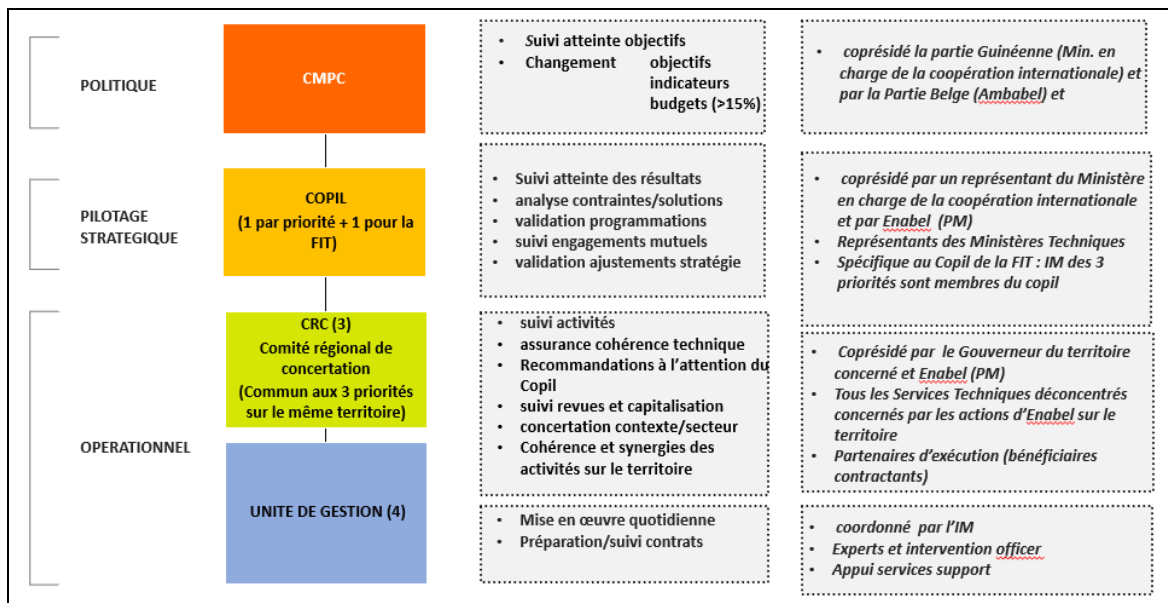 POLITIQUE
CMPC
• Suivi atteinte objectifs
• Changement objectifs
indicateurs
budgets (>15%)
• coprésidé la partie Guinéenne (Min. en
charge de la coopération internationale) et
par la Partie Belge (Ambabel) et
PILOTAGE
STRATEGIQUE
COPIL
(1 par priorité + 1 pour la
FIT)
• Suivi atteinte des résultats
• analyse contraintes/solutions
• validation programmations
• suivi engagements mutuels
• validation ajustements stratégie
• coprésidé par un représentant du Ministère
en charge de la coopération internationale
et par Enabel (PM)
• Représentants des Ministères Techniques
• Spécifique au Copil de la FIT : IM des 3
priorités sont membres du copil
OPERATIONNEL
CRC (3)
Comité régional de
concertation
(Commun aux 3 priorités
sur le même territoire)
• suivi activités
• assurance cohérence technique
• Recommandations à l’attention du
Copil
• suivi revues et capitalisation
• concertation contexte/secteur
• Cohérence et synergies des
activités sur le territoire
• Coprésidé par le Gouverneur du territoire
concerné et Enabel (PM)
• Tous les Services Techniques déconcentrés
concernés par les actions d’Enabel sur le
territoire
• Partenaires d’exécution (bénéficiaires
contractants)
UNITE DE GESTION (4)
• Mise en œuvre quotidienne
• Préparation/suivi contrats
• coordonné par l’IM
• Experts et intervention officer
• Appui services support